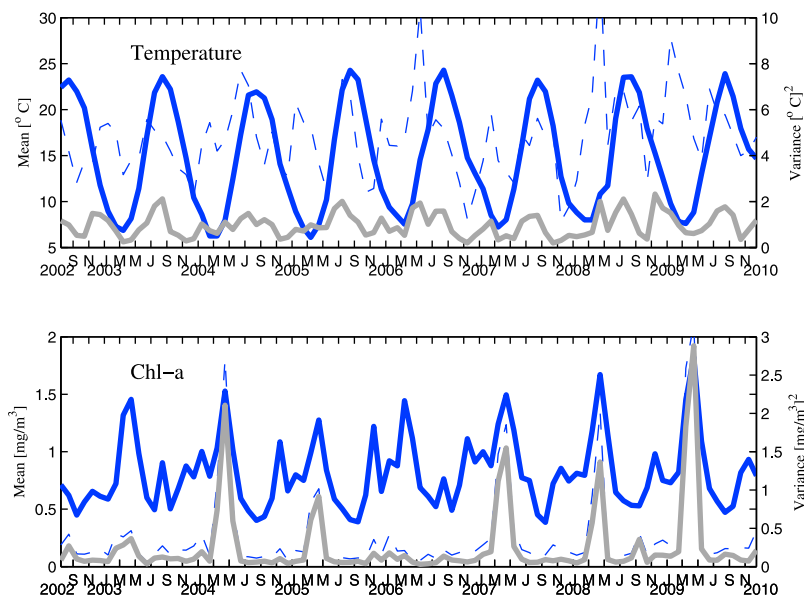 30 10
Temperature
25 8
20 6
15 4
10 2
5 0
Mean [° C]
Variance [° C]²
S N M J S N M M J S N M M J S N M M J S N M M J S N M M J S N M M J S N M M J S N
2002 2003 2004 2005 2006 2007 2008 2009 2010
2 3
Chl-a
2.5
1.5 2
1 1.5
1
0.5 0.5
0 0
Mean [mg/m³]
Variance [mg/m³]²
S N M J S N M M J S N M M J S N M M J S N M M J S N M M J S N M M J S N M M J S N
2002 2003 2004 2005 2006 2007 2008 2009 2010